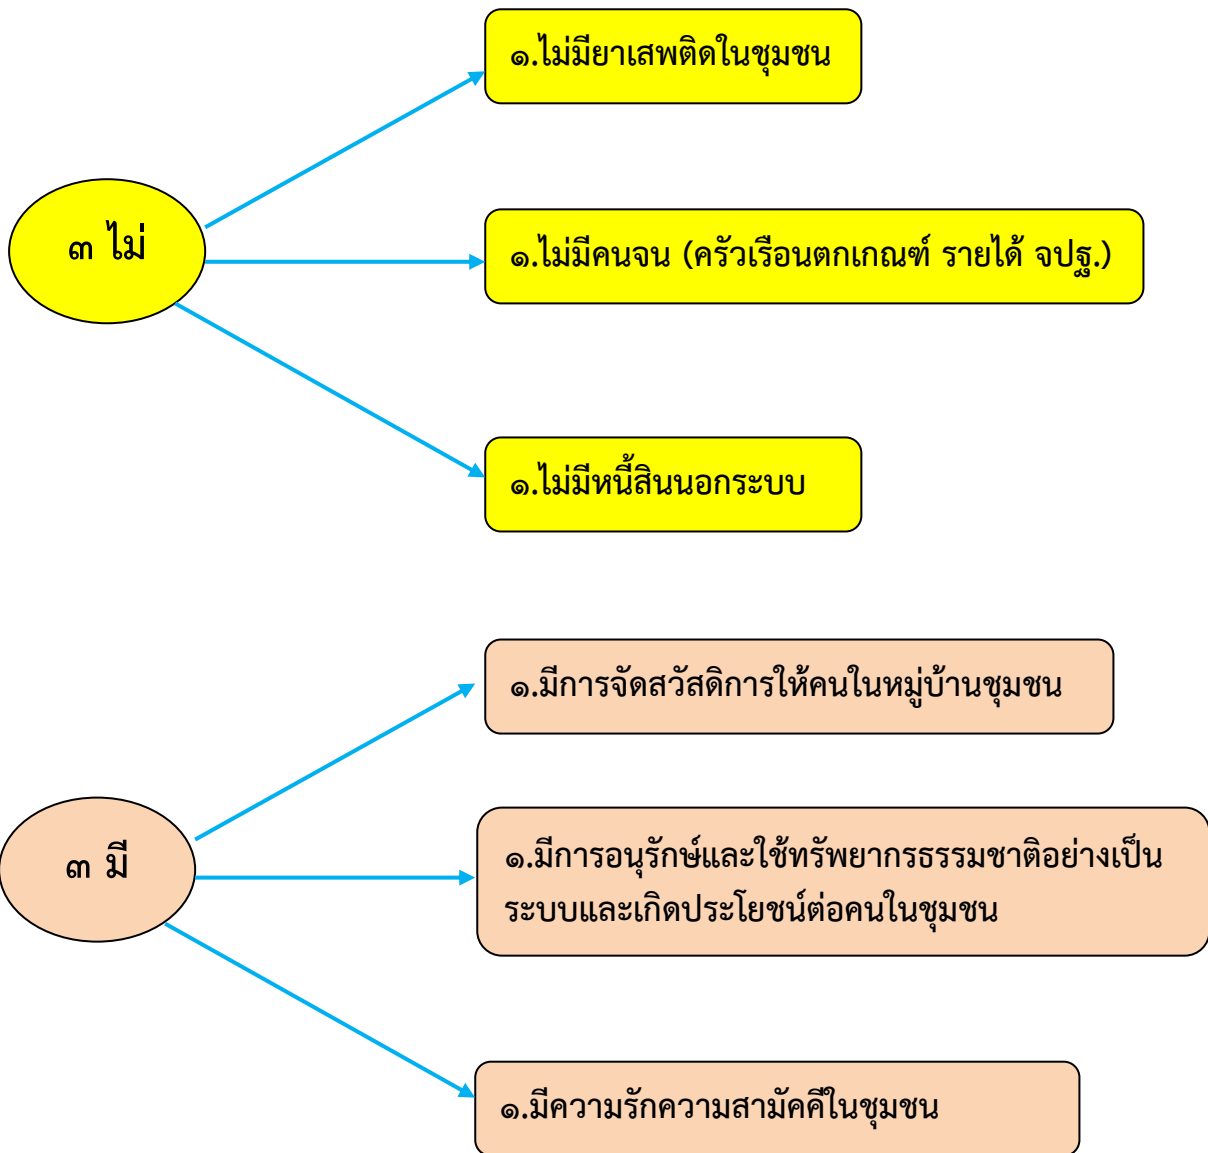 ๓ ไม่
๑.ไม่มียาเสพติดในชุมชน
๑.ไม่มีคนจน (ครัวเรือนตกเกณฑ์ รายได้ จปฐ.)
๑.ไม่มีหนี้สินนอกระบบ
๓ มี
๑.มีการจัดสวัสดิการให้คนในหมู่บ้านชุมชน
๑.มีการอนุรักษ์และใช้ทรัพยากรธรรมชาติอย่างเป็น
ระบบและเกิดประโยชน์ต่อคนในชุมชน
๑.มีความรักความสามัคคีในชุมชน